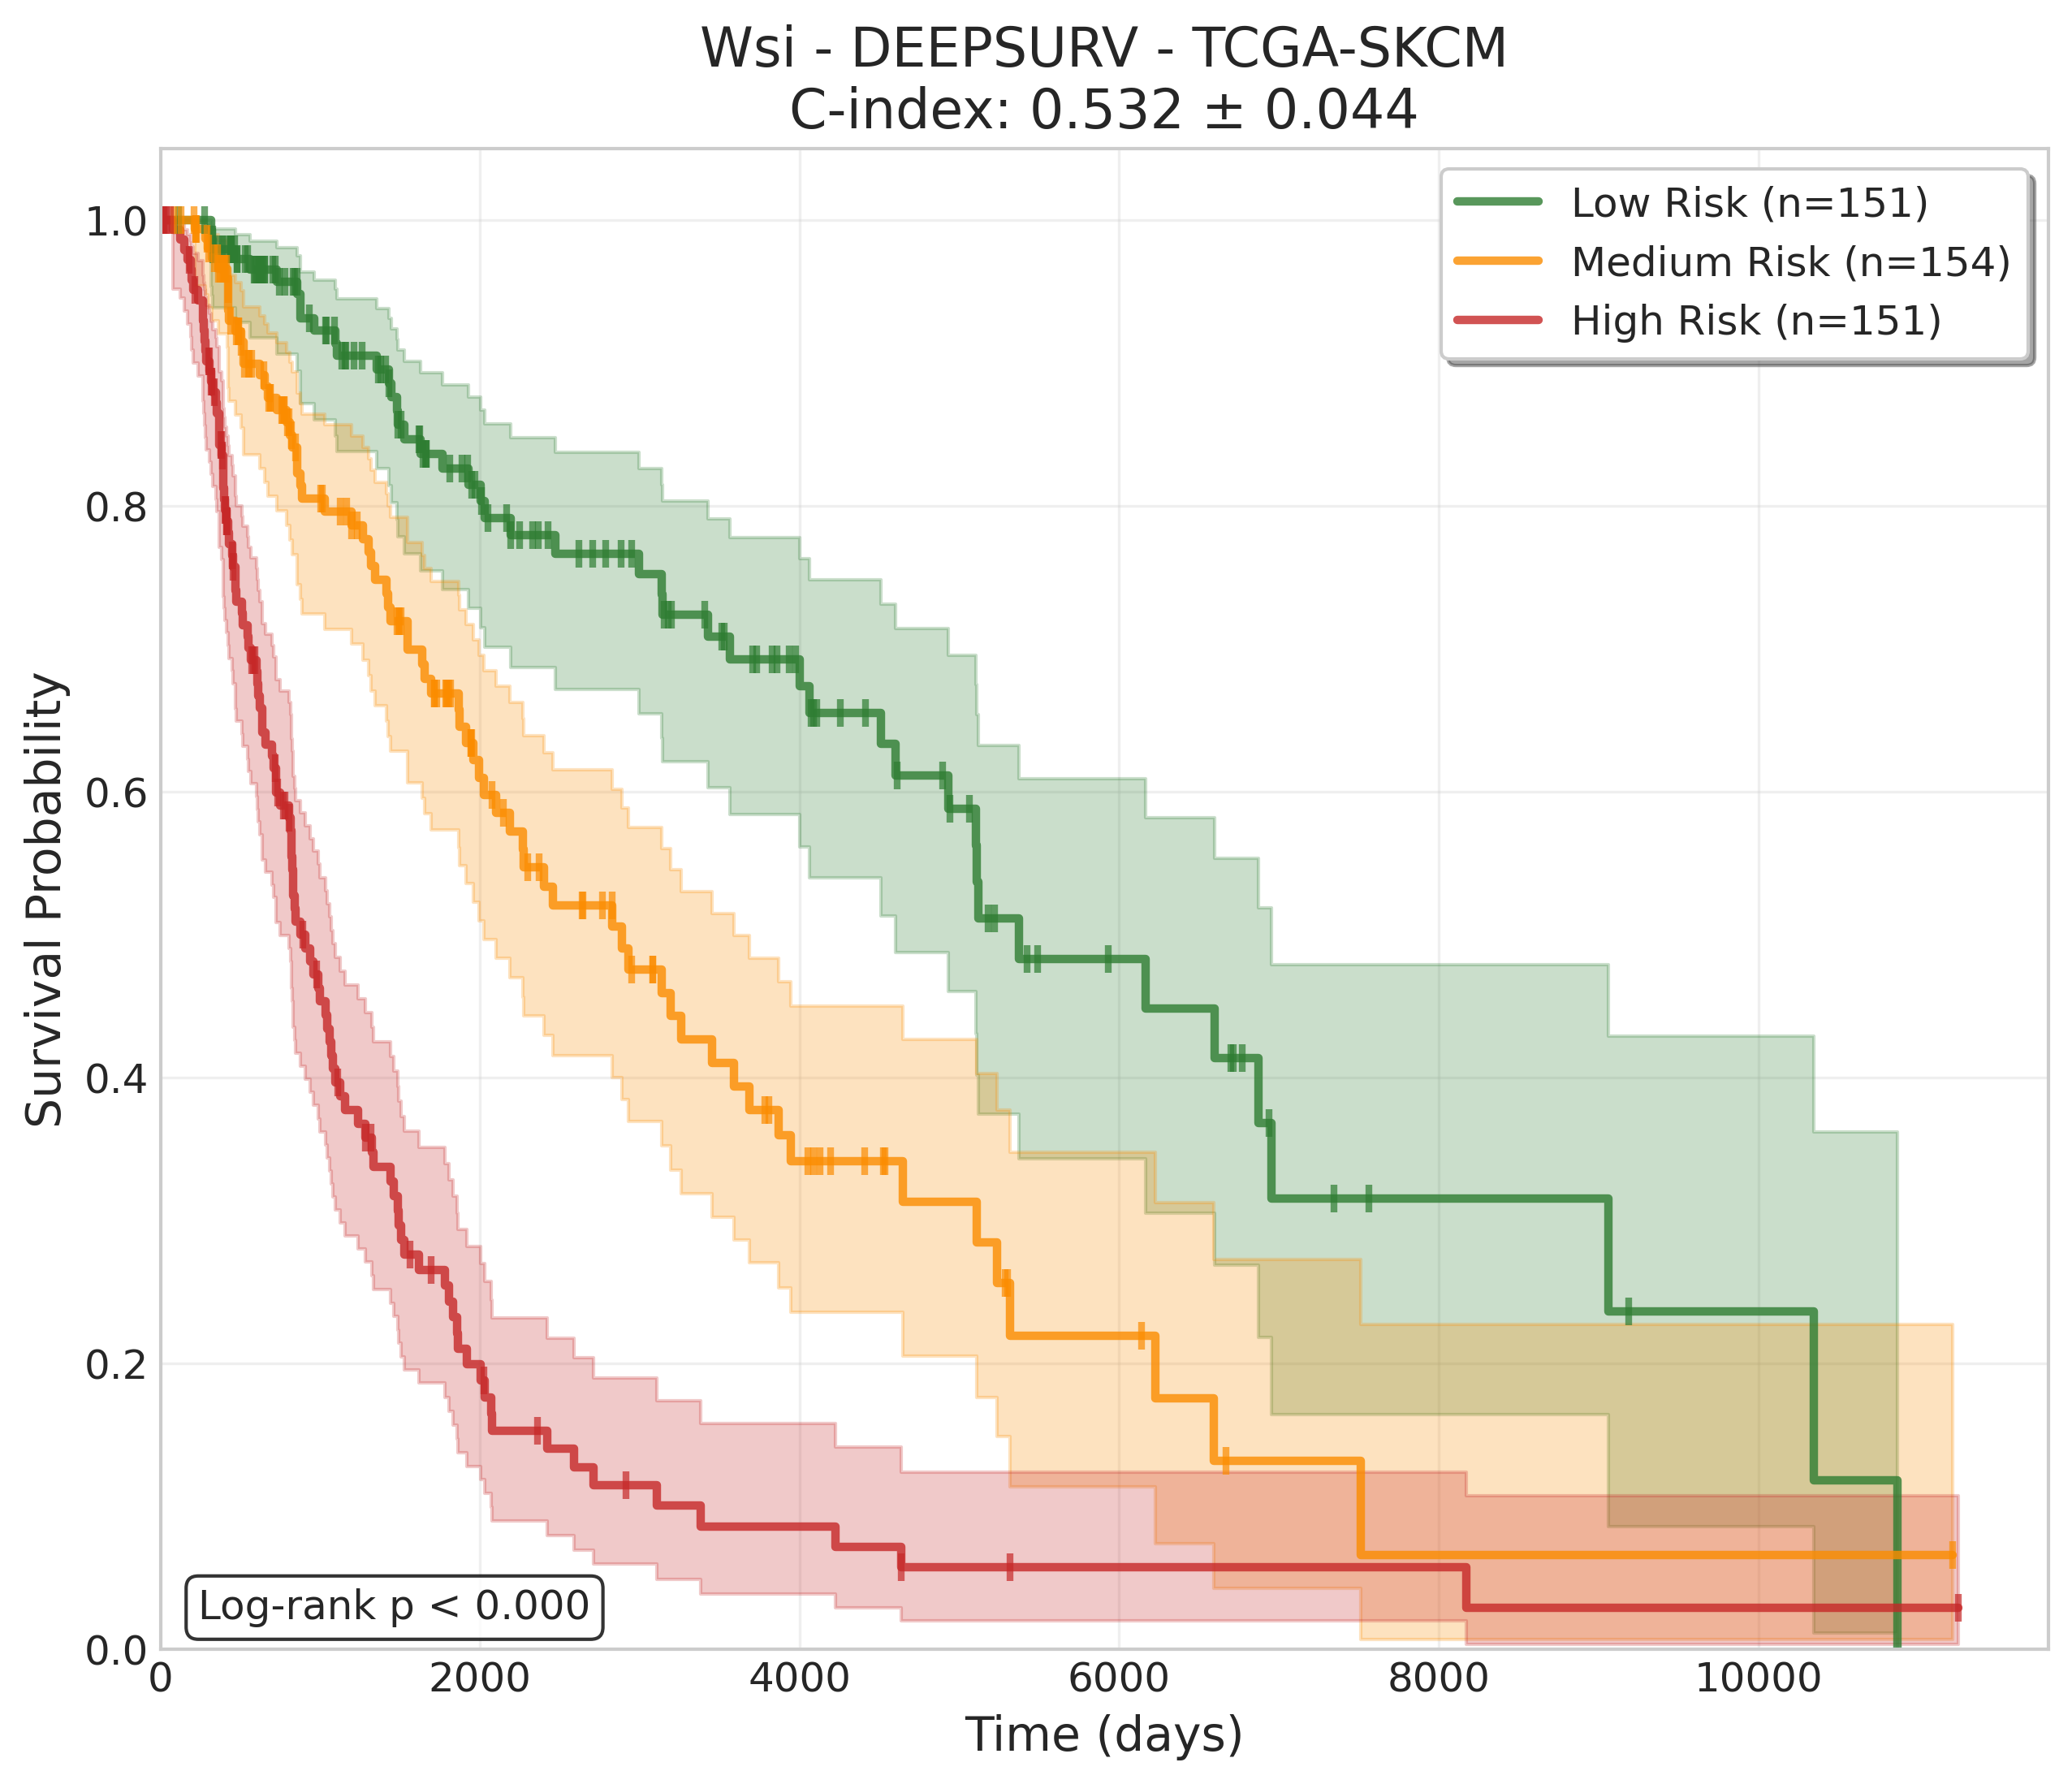 Wsi - DEEPSURV - TCGA-SKCM
C-index: 0.532 ± 0.044
Low Risk (n=151)
Medium Risk (n=154)
High Risk (n=151)
Survival Probability
1.0
0.8
0.6
0.4
0.2
0.0
Log-rank p < 0.000
0 2000 4000 6000 8000 10000
Time (days)